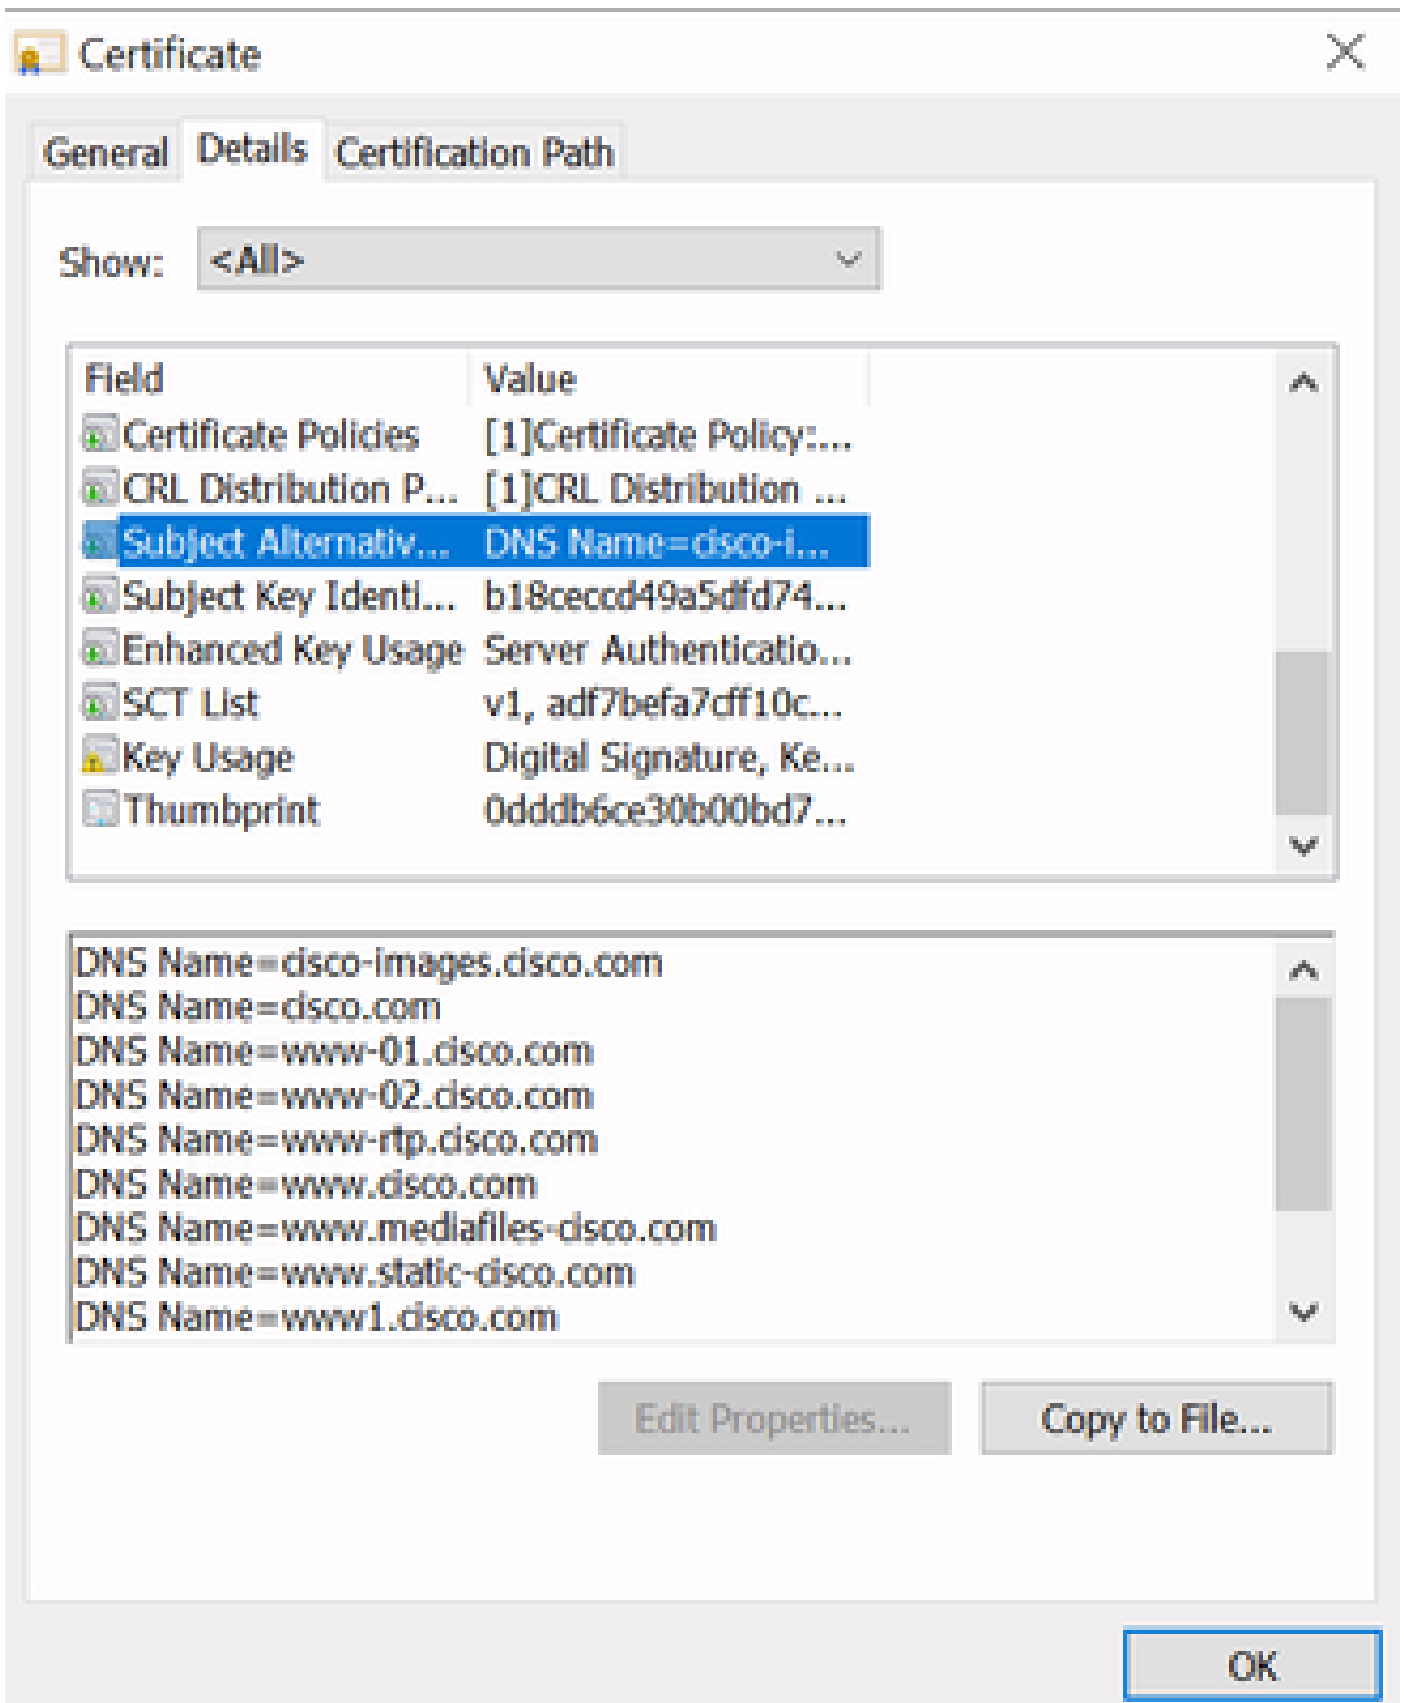 Certificate
General Details Certification Path
Show: <All>
Field Value
Certificate Policies [1]Certificate Policy:...
CRL Distribution P... [1]CRL Distribution ...
Subject Alternativ... DNS Name=cisco-i...
Subject Key Identi... b18ceccd49a5dfd74...
Enhanced Key Usage Server Authenticatio...
SCT List v1, adf7befa7cff10c...
Key Usage Digital Signature, Ke...
Thumbprint 0dddb6ce30b00bd7...
DNS Name=cisco-images.cisco.com
DNS Name=cisco.com
DNS Name=www-01.cisco.com
DNS Name=www-02.cisco.com
DNS Name=www-rtp.cisco.com
DNS Name=www.cisco.com
DNS Name=www.mediafiles-cisco.com
DNS Name=www.static-cisco.com
DNS Name=www1.cisco.com
Edit Properties... Copy to File...
OK